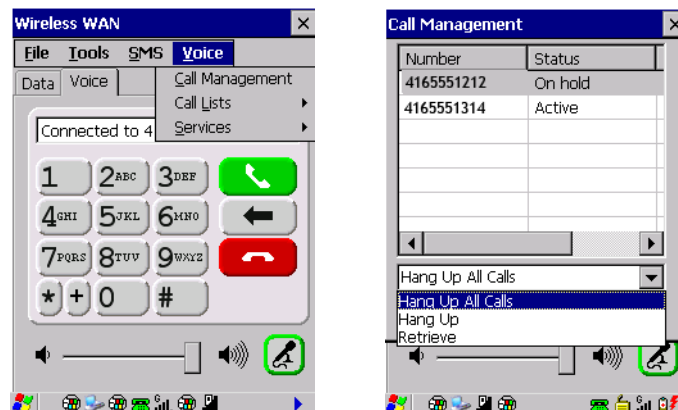 Wireless WAN
File Tools SMS Voice
Data Voice
Call Management
Call Lists
Services
Connected to 4
1 2ABC 3DEF
4GHI 5JKL 6MNO
7PQRS 8TUV 9WXYZ
* + 0 #
Call Management
Number Status
4165551212 On hold
4165551314 Active
Hang Up All Calls
Hang Up All Calls
Hang Up
Retrieve